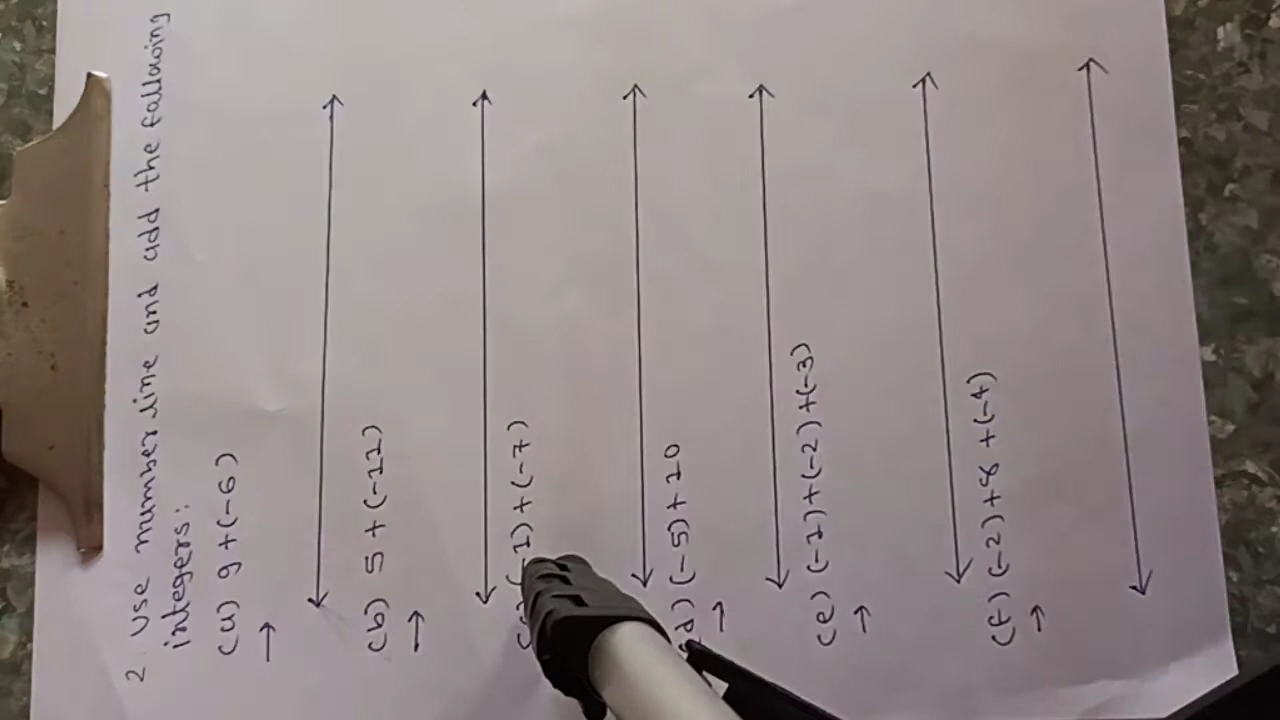 2. Use number line and add the following
integers:
(a) 9+(-6)
→
(b) 5+(-11)
→
(-1)+(-7)
(d) (-5)+10
→
(e) (-1)+(-2)+(-3)
→
(f) (-2)+8+(-4)
→